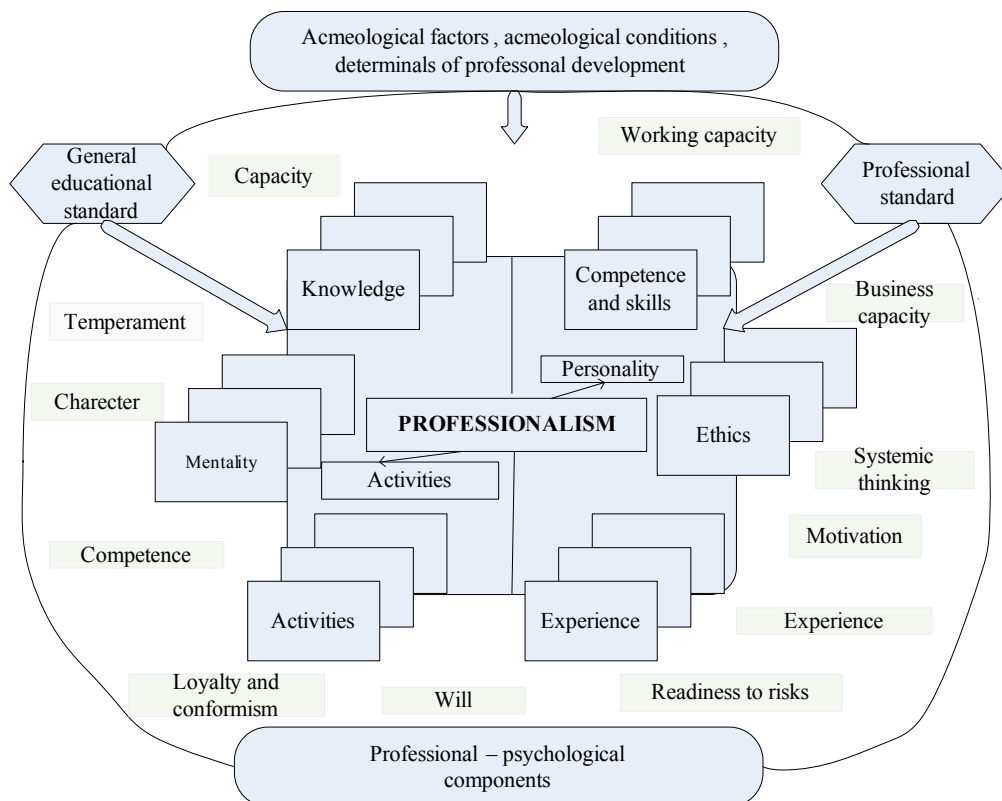 Acmeological factors , acmeological conditions ,
determinals of professonal development
General
educational
standard
Capacity
Working capacity
Professional
standard
Knowledge
Competence
and skills
Business
capacity
Temperament
Personality
Charecter
PROFESSIONALISM
Ethics
Mentality
Activities
Systemic
thinking
Motivation
Competence
Activities
Experience
Experience
Loyalty and
conformism
Will
Readiness to risks
Professional – psychological
components